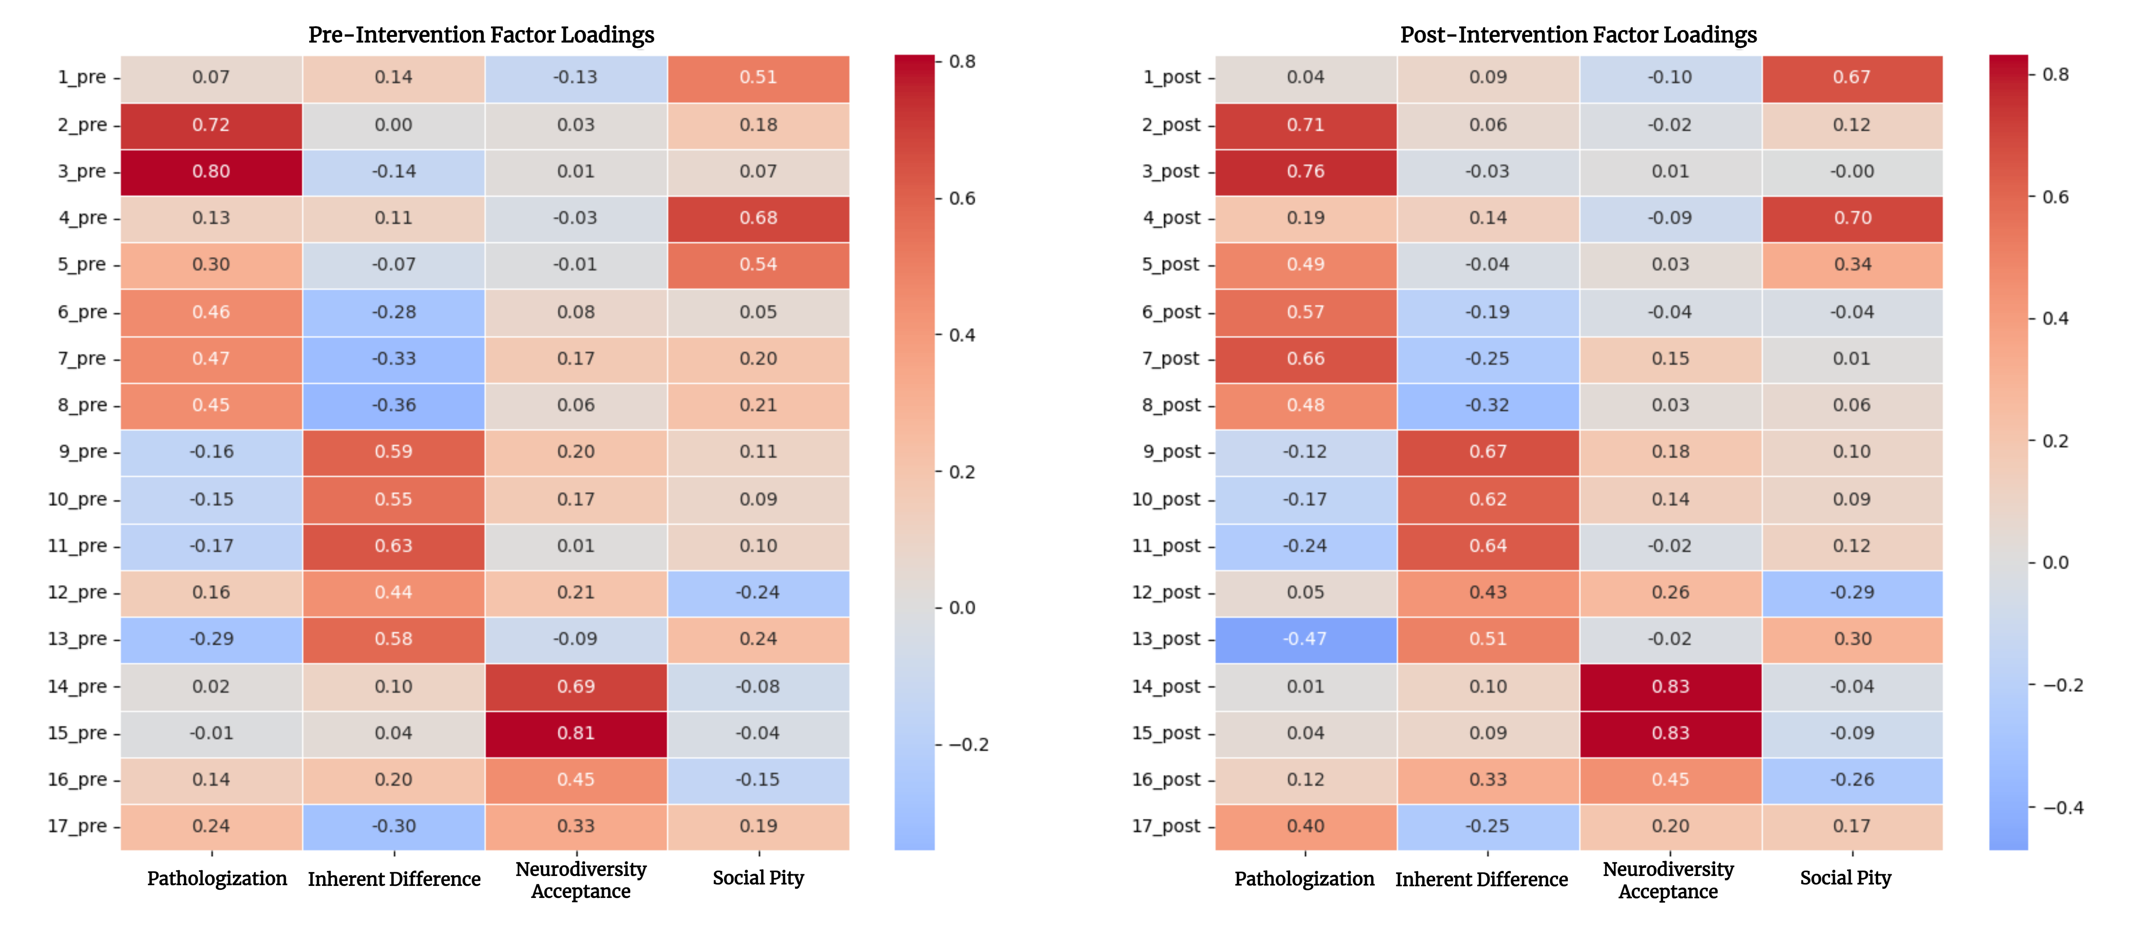 Pre-Intervention Factor Loadings
1_pre 0.07 0.14 -0.13 0.51
2_pre 0.72 0.00 0.03 0.18
3_pre 0.80 -0.14 0.01 0.07
4_pre 0.13 0.11 -0.03 0.68
5_pre 0.30 -0.07 -0.01 0.54
6_pre 0.46 -0.28 0.08 0.05
7_pre 0.47 -0.33 0.17 0.20
8_pre 0.45 -0.36 0.06 0.21
9_pre -0.16 0.59 0.20 0.11
10_pre -0.15 0.55 0.17 0.09
11_pre -0.17 0.63 0.01 0.10
12_pre 0.16 0.44 0.21 -0.24
13_pre -0.29 0.58 -0.09 0.24
14_pre 0.02 0.10 0.69 -0.08
15_pre -0.01 0.04 0.81 -0.04
16_pre 0.14 0.20 0.45 -0.15
17_pre 0.24 -0.30 0.33 0.19
Pathologization Inherent Difference Neurodiversity Social Pity
Acceptance
0.8
0.6
0.4
0.2
0.0
−0.2
Post-Intervention Factor Loadings
1_post 0.04 0.09 -0.10 0.67
2_post 0.71 0.06 -0.02 0.12
3_post 0.76 -0.03 0.01 -0.00
4_post 0.19 0.14 -0.09 0.70
5_post 0.49 -0.04 0.03 0.34
6_post 0.57 -0.19 -0.04 -0.04
7_post 0.66 -0.25 0.15 0.01
8_post 0.48 -0.32 0.03 0.06
9_post -0.12 0.67 0.18 0.10
10_post -0.17 0.62 0.14 0.09
11_post -0.24 0.64 -0.02 0.12
12_post 0.05 0.43 0.26 -0.29
13_post -0.47 0.51 -0.02 0.30
14_post 0.01 0.10 0.83 -0.04
15_post 0.04 0.09 0.83 -0.09
16_post 0.12 0.33 0.45 -0.26
17_post 0.40 -0.25 0.20 0.17
Pathologization Inherent Difference Neurodiversity Social Pity
Acceptance
0.8
0.6
0.4
0.2
0.0
−0.2
−0.4